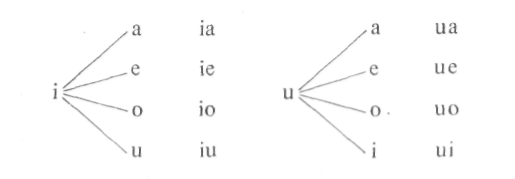 a ia a ua
e ie e ue
i u
o io o uo
u iu i ui